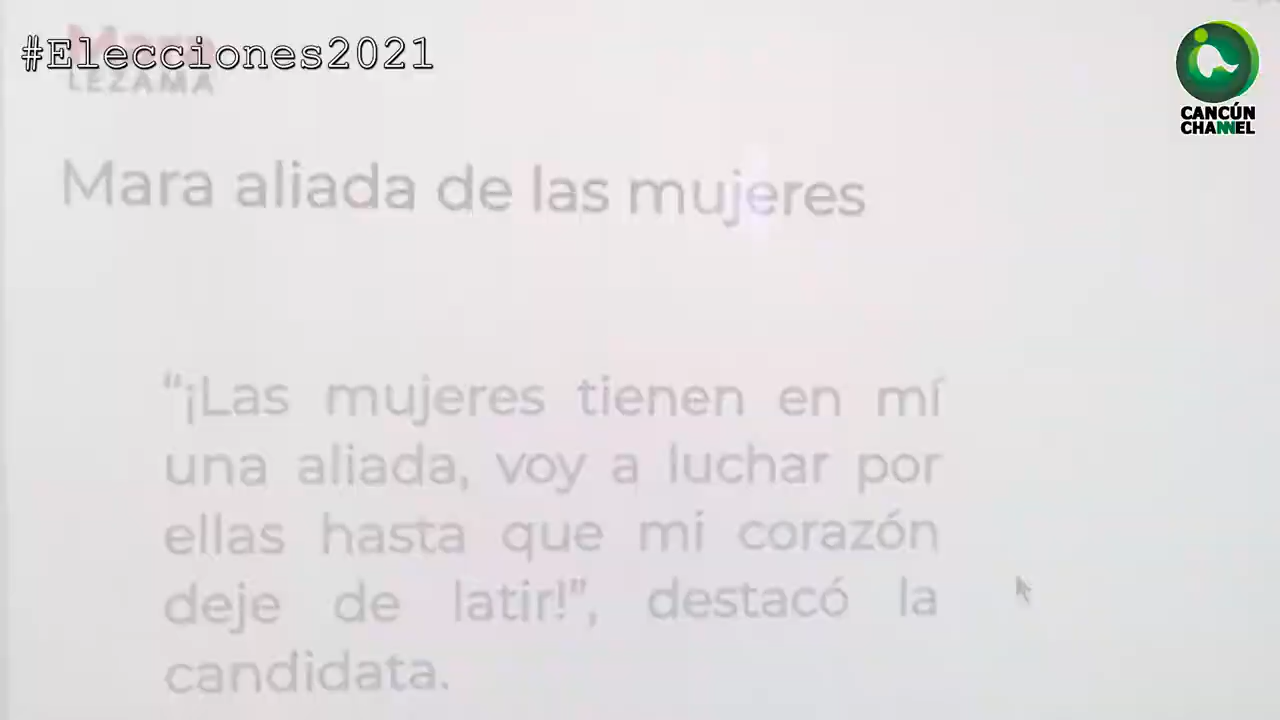 #Elecciones2021
Mara
LEZAMA
CANCÚN
CHANNEL
Mara aliada de las mujeres
“¡Las mujeres tienen en mí
una aliada, voy a luchar por
ellas hasta que mi corazón
deje de latir!”, destacó la
candidata.